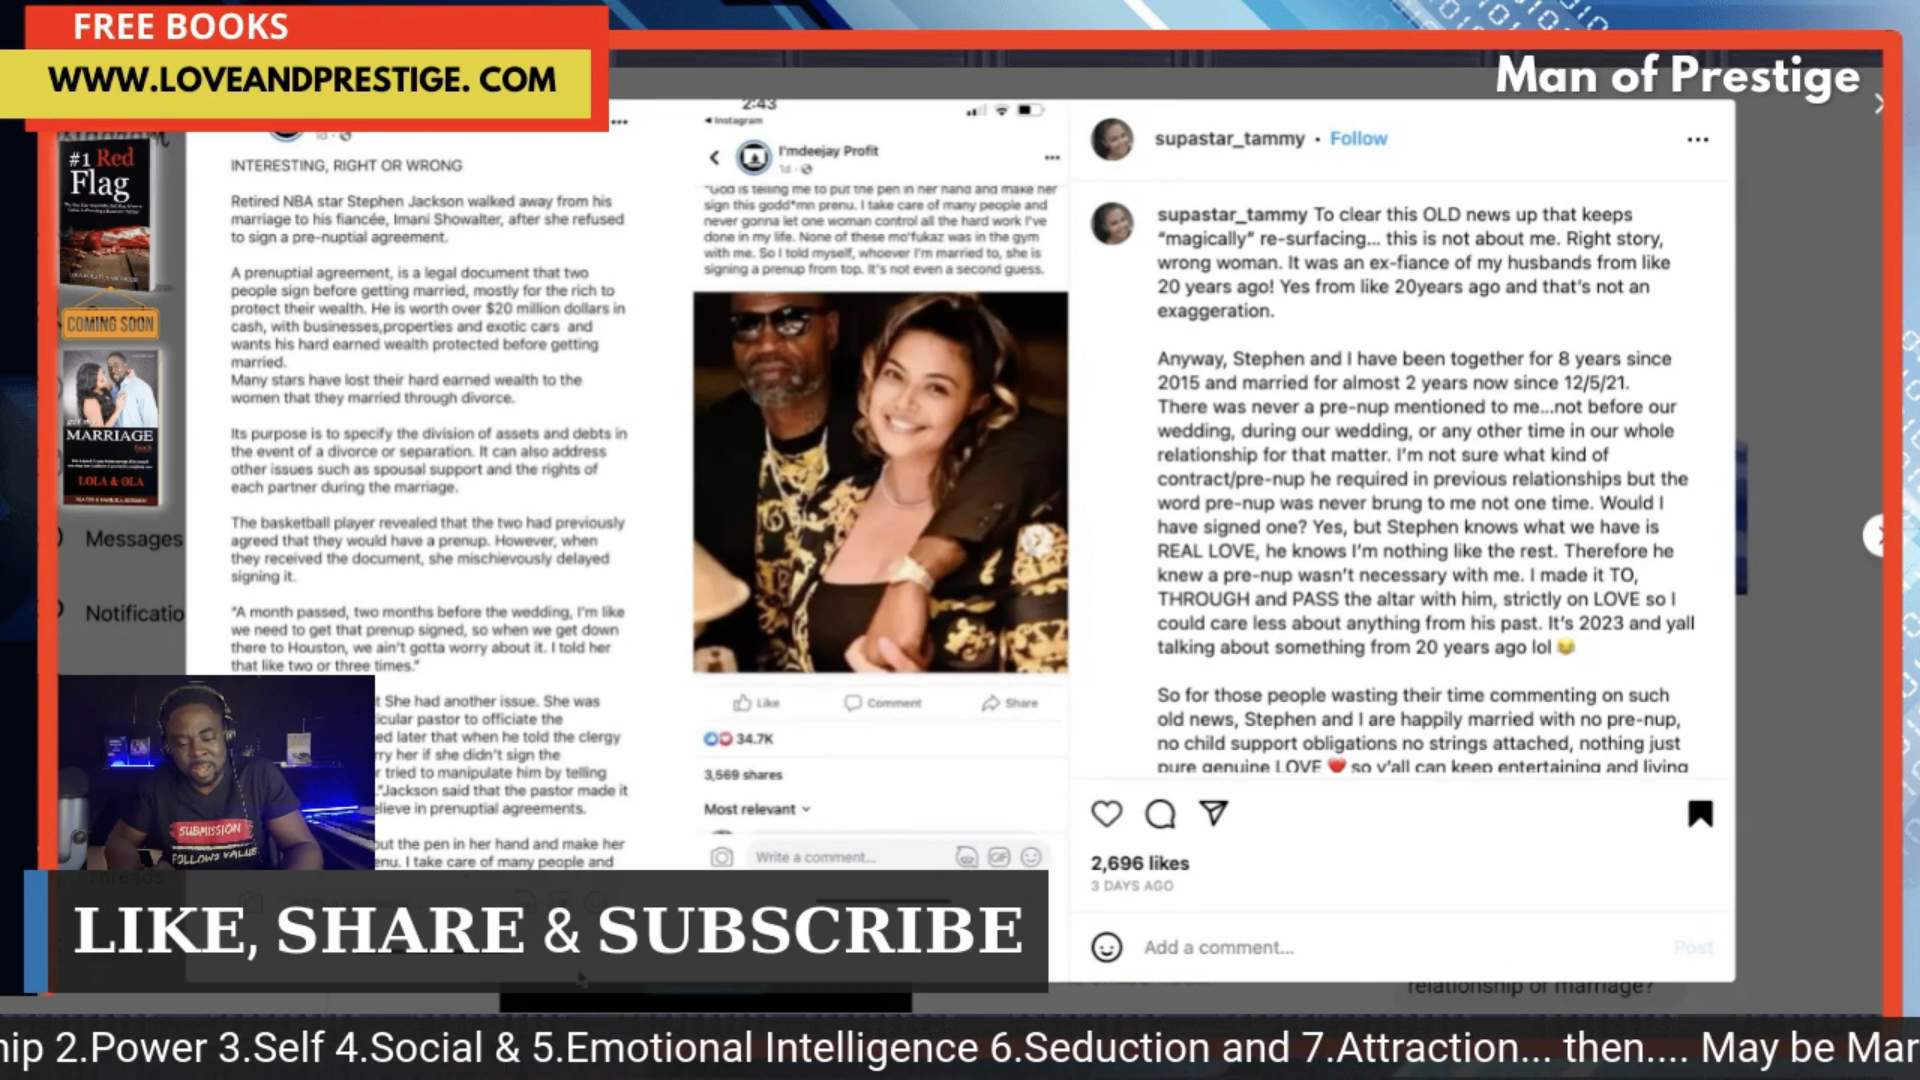 FREE BOOKS
WWW.LOVEANDPRESTIGE. COM
Man of Prestige
#1 Red
Flag
COMING SOON
MARRIAGE
LOLA & OLA
Messages
Notificatio
1d
INTERESTING, RIGHT OR WRONG
Retired NBA star Stephen Jackson walked away from his
marriage to his fiancée, Imani Showalter, after she refused
to sign a pre-nuptial agreement.
A prenuptial agreement, is a legal document that two
people sign before getting married, mostly for the rich to
protect their wealth. He is worth over $20 million dollars in
cash, with businesses,properties and exotic cars and
wants his hard earned wealth protected before getting
married.
Many stars have lost their hard earned wealth to the
women that they married through divorce.
Its purpose is to specify the division of assets and debts in
the event of a divorce or separation. It can also address
other issues such as spousal support and the rights of
each partner during the marriage.
The basketball player revealed that the two had previously
agreed that they would have a prenup. However, when
they received the document, she mischievously delayed
signing it.
"A month passed, two months before the wedding, I'm like
we need to get that prenup signed, so when we get down
there to Houston, we ain't gotta worry about it. I told her
that like two or three times."
t She had another issue. She was
icular pastor to officiate the
ed later that when he told the clergy
rry her if she didn't sign the
r tried to manipulate him by telling
."Jackson said that the pastor made it
elieve in prenuptial agreements.
out the pen in her hand and make her
enu. I take care of many people and
SUBMISSION
FOLLOWS VALUE
Threads
2:43
Instagram
I'mdeejay Profit
1d
"God is telling me to put the pen in her hand and make her
sign this godd*mn prenu. I take care of many people and
never gonna let one woman control all the hard work I've
done in my life. None of these mo'fukaz was in the gym
with me. So I told myself, whoever I'm married to, she is
signing a prenup from top. It's not even a second guess.
Like Comment Share
34.7K
3,569 shares
Most relevant
Write a comment... GIF
supastar_tammy • Follow
supastar_tammy To clear this OLD news up that keeps
“magically” re-surfacing... this is not about me. Right story,
wrong woman. It was an ex-fiance of my husbands from like
20 years ago! Yes from like 20years ago and that’s not an
exaggeration.
Anyway, Stephen and I have been together for 8 years since
2015 and married for almost 2 years now since 12/5/21.
There was never a pre-nup mentioned to me...not before our
wedding, during our wedding, or any other time in our whole
relationship for that matter. I’m not sure what kind of
contract/pre-nup he required in previous relationships but the
word pre-nup was never brung to me not one time. Would I
have signed one? Yes, but Stephen knows what we have is
REAL LOVE, he knows I’m nothing like the rest. Therefore he
knew a pre-nup wasn’t necessary with me. I made it TO,
THROUGH and PASS the altar with him, strictly on LOVE so I
could care less about anything from his past. It’s 2023 and yall
talking about something from 20 years ago lol 😂
So for those people wasting their time commenting on such
old news, Stephen and I are happily married with no pre-nup,
no child support obligations no strings attached, nothing just
pure genuine LOVE ❤️ so y’all can keep entertaining and living
2,696 likes
3 DAYS AGO
Add a comment... Post
relationship or marriage?
LIKE, SHARE & SUBSCRIBE
hip 2.Power 3.Self 4.Social & 5.Emotional Intelligence 6.Seduction and 7.Attraction... then.... May be Mar